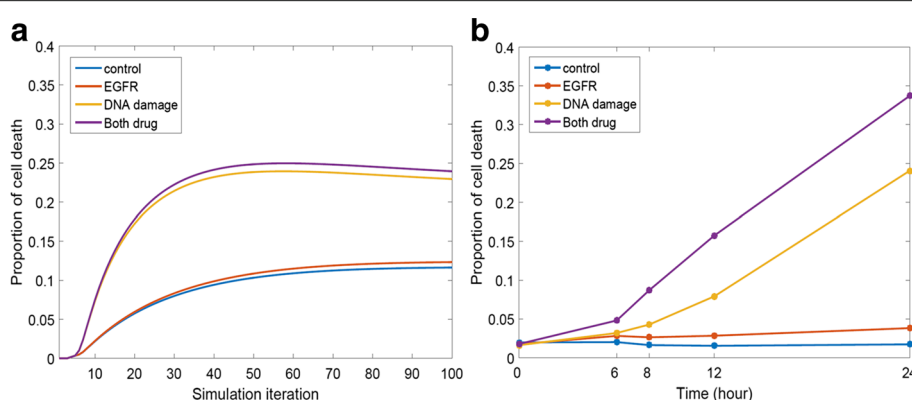 a
0.4
0.35
0.3
0.25
0.2
0.15
0.1
0.05
0
control
EGFR
DNA damage
Both drug
10 20 30 40 50 60 70 80 90 100
Simulation iteration
Proportion of cell death
b
0.4
0.35
0.3
0.25
0.2
0.15
0.1
0.05
0
control
EGFR
DNA damage
Both drug
0 6 8 12 24
Time (hour)
Proportion of cell death